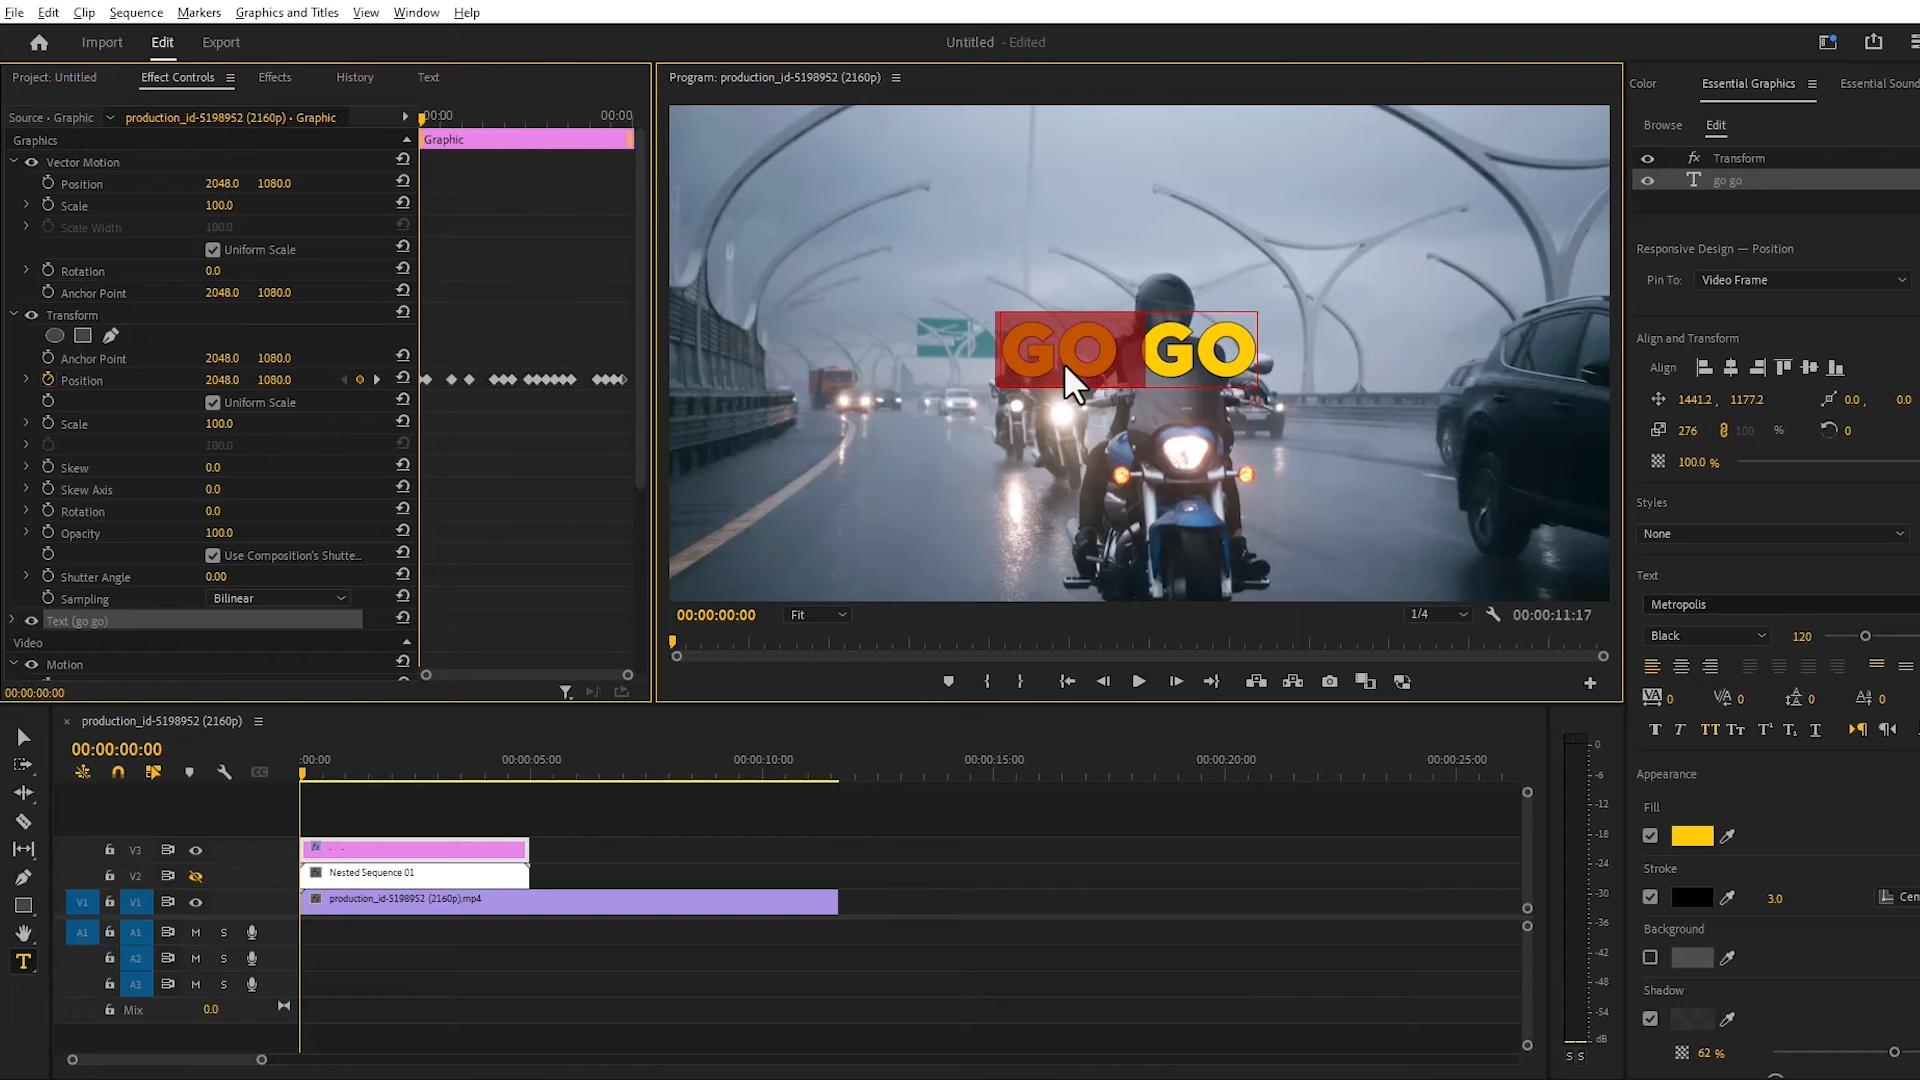 File Edit Clip Sequence Markers Graphics and Titles View Window Help
Import Edit Export Untitled - Edited
Project: Untitled Effect Controls Effects History Text
Program: production_id-5198952 (2160p)
Color Essential Graphics Essential Sound
Source • Graphic production_id-5198952 (2160p) • Graphic :00:00 00:00
Browse Edit
Graphics Graphic
fx Transform
T go go
Vector Motion
Position 2048.0 1080.0
Scale 100.0
Scale Width 100.0
Uniform Scale
Rotation 0.0
Anchor Point 2048.0 1080.0
Transform
Anchor Point 2048.0 1080.0
Position 2048.0 1080.0
Uniform Scale
Scale 100.0
100.0
Skew 0.0
Skew Axis 0.0
Rotation 0.0
Opacity 100.0
Use Composition's Shutte...
Shutter Angle 0.00
Sampling Bilinear
Text (go go)
Video
Motion
00:00:00:00
GO GO
00:00:00:00 Fit 1/4 00:00:11:17
Responsive Design — Position
Pin To: Video Frame
Align and Transform
Align
1441.2 , 1177.2 0.0 , 0.0
276 100 % 0
100.0 %
Styles
None
Text
Metropolis
Black 120
VA 0 VA 0 0 Aa 0
T T TT Tt T¹ T₁ T
Appearance
Fill
Stroke
3.0 Cen
Background
Shadow
62 %
× production_id-5198952 (2160p)
00:00:00:00
:00:00 00:00:05:00 00:00:10:00 00:00:15:00 00:00:20:00 00:00:25:00
CC
V3 fx - -
V2 Nested Sequence 01
V1 V1 production_id-5198952 (2160p).mp4
A1 A1 M S
A2 M S
A3 M S
Mix 0.0
T
0
-6
-12
-18
-24
-30
-36
-42
-48
-54
dB
S S